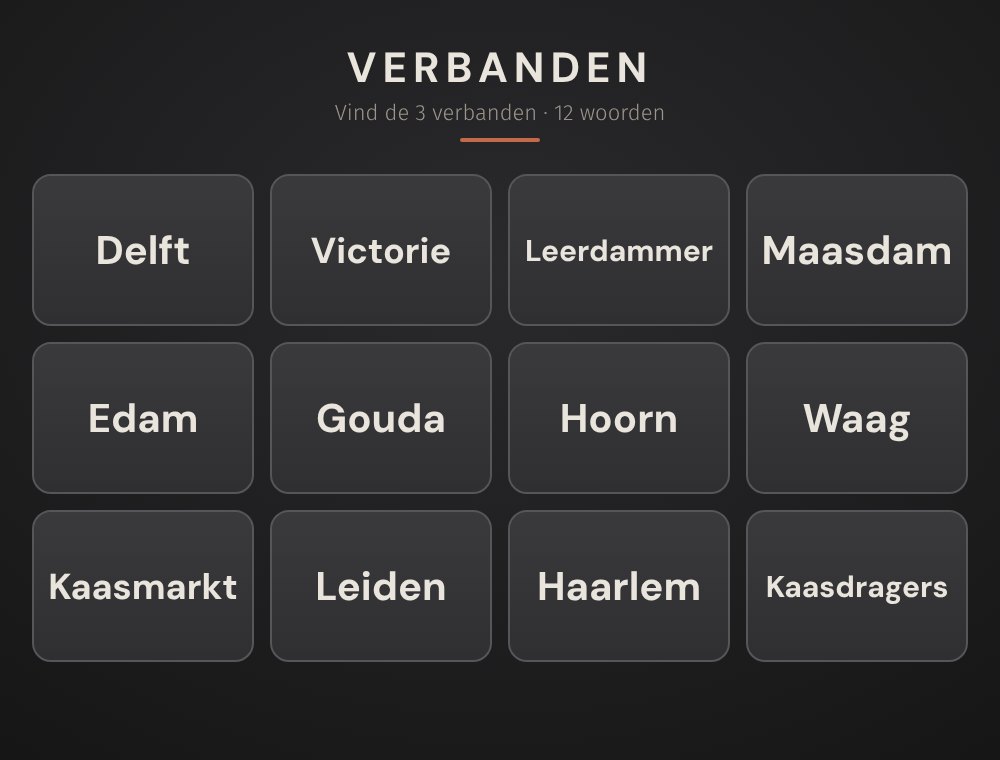 VERBANDEN
Vind de 3 verbanden · 12 woorden
Delft
Victorie
Leerdammer
Maasdam
Edam
Gouda
Hoorn
Waag
Kaasmarkt
Leiden
Haarlem
Kaasdragers